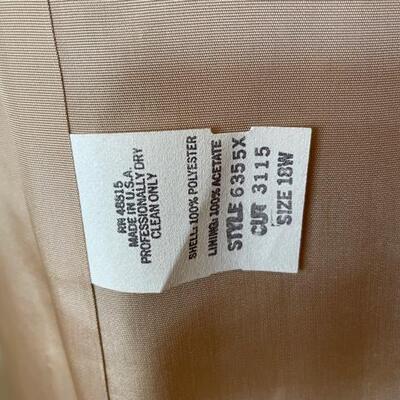 RN 48815
MADE IN U.S.A.
PROFESSIONALLY DRY
CLEAN ONLY
SHELL: 100% POLYESTER
LINING: 100% ACETATE
STYLE 6355X
CUT 3115
SIZE 18W